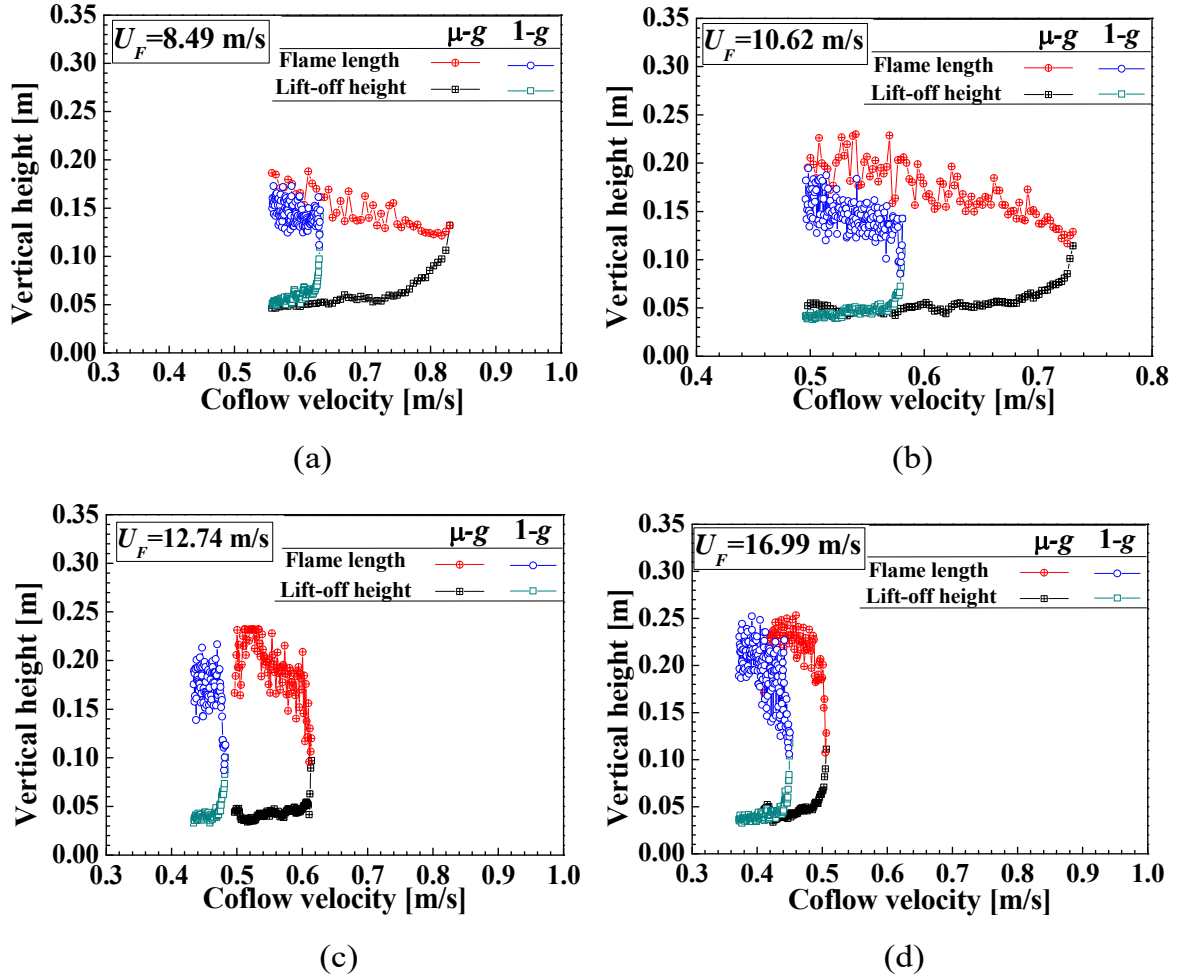 U_F=8.49 m/s
μ-g 1-g
Flame length
Lift-off height
0.35
0.30
0.25
0.20
0.15
0.10
0.05
0.00
Vertical height [m]
0.3 0.4 0.5 0.6 0.7 0.8 0.9 1.0
Coflow velocity [m/s]
(a)
U_F=10.62 m/s
μ-g 1-g
Flame length
Lift-off height
0.35
0.30
0.25
0.20
0.15
0.10
0.05
0.00
Vertical height [m]
0.4 0.5 0.6 0.7 0.8
Coflow velocity [m/s]
(b)
U_F=12.74 m/s
μ-g 1-g
Flame length
Lift-off height
0.35
0.30
0.25
0.20
0.15
0.10
0.05
0.00
Vertical height [m]
0.3 0.4 0.5 0.6 0.7 0.8 0.9 1.0
Coflow velocity [m/s]
(c)
U_F=16.99 m/s
μ-g 1-g
Flame length
Lift-off height
0.35
0.30
0.25
0.20
0.15
0.10
0.05
0.00
Vertical height [m]
0.3 0.4 0.5 0.6 0.7 0.8 0.9 1.0
Coflow velocity [m/s]
(d)